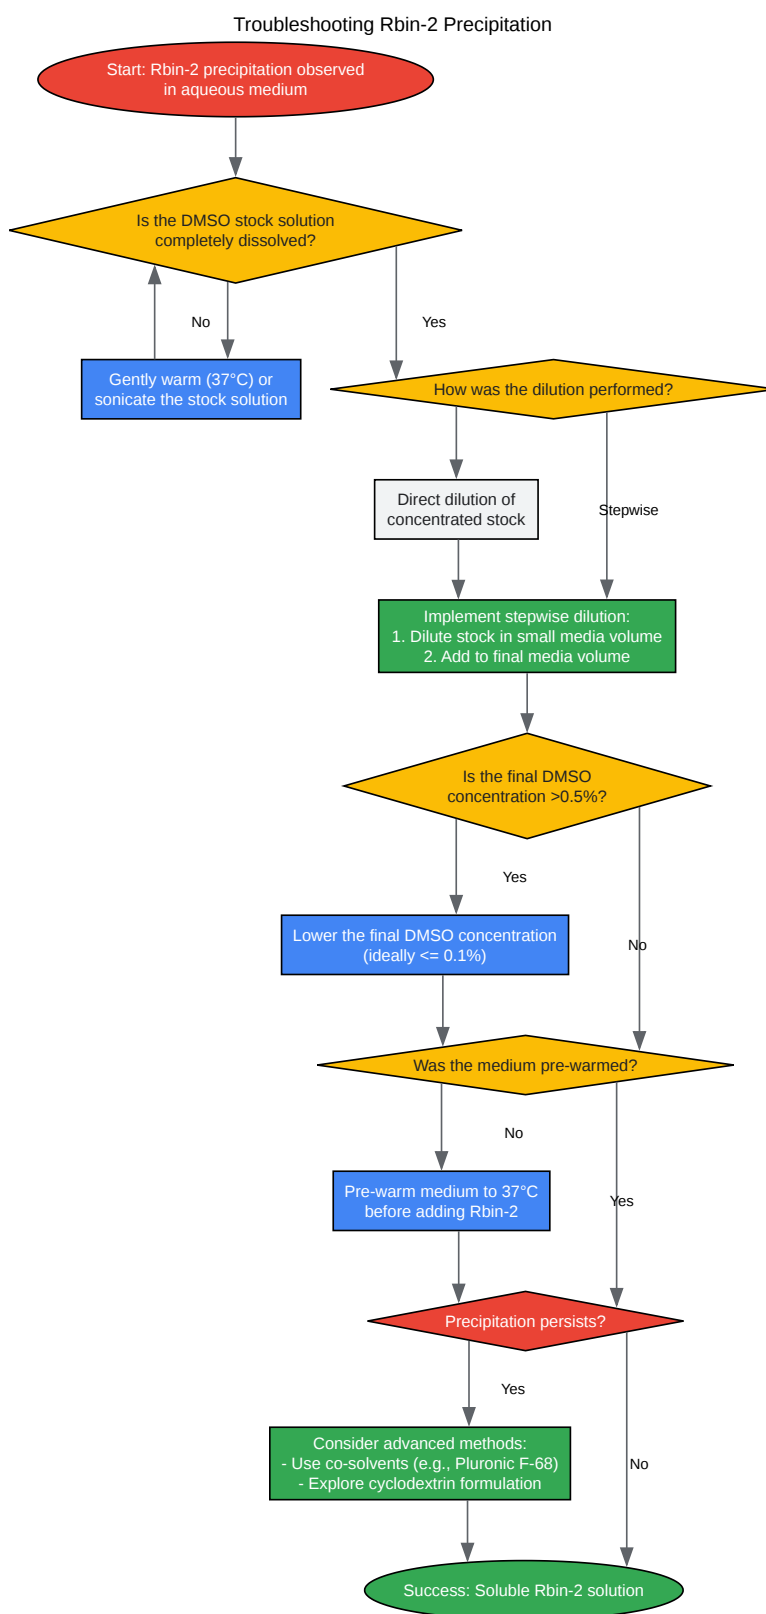 Troubleshooting Rbin-2 Precipitation
Start: Rbin-2 precipitation observed
in aqueous medium
Is the DMSO stock solution
completely dissolved?
No
Yes
Gently warm (37°C) or
sonicate the stock solution
How was the dilution performed?
Direct dilution of
concentrated stock
Stepwise
Implement stepwise dilution:
1. Dilute stock in small media volume
2. Add to final media volume
Is the final DMSO
concentration >0.5%?
Yes
Lower the final DMSO concentration
(ideally <= 0.1%)
No
Was the medium pre-warmed?
No
Pre-warm medium to 37°C
before adding Rbin-2
Yes
Precipitation persists?
Yes
Consider advanced methods:
- Use co-solvents (e.g., Pluronic F-68)
- Explore cyclodextrin formulation
No
Success: Soluble Rbin-2 solution